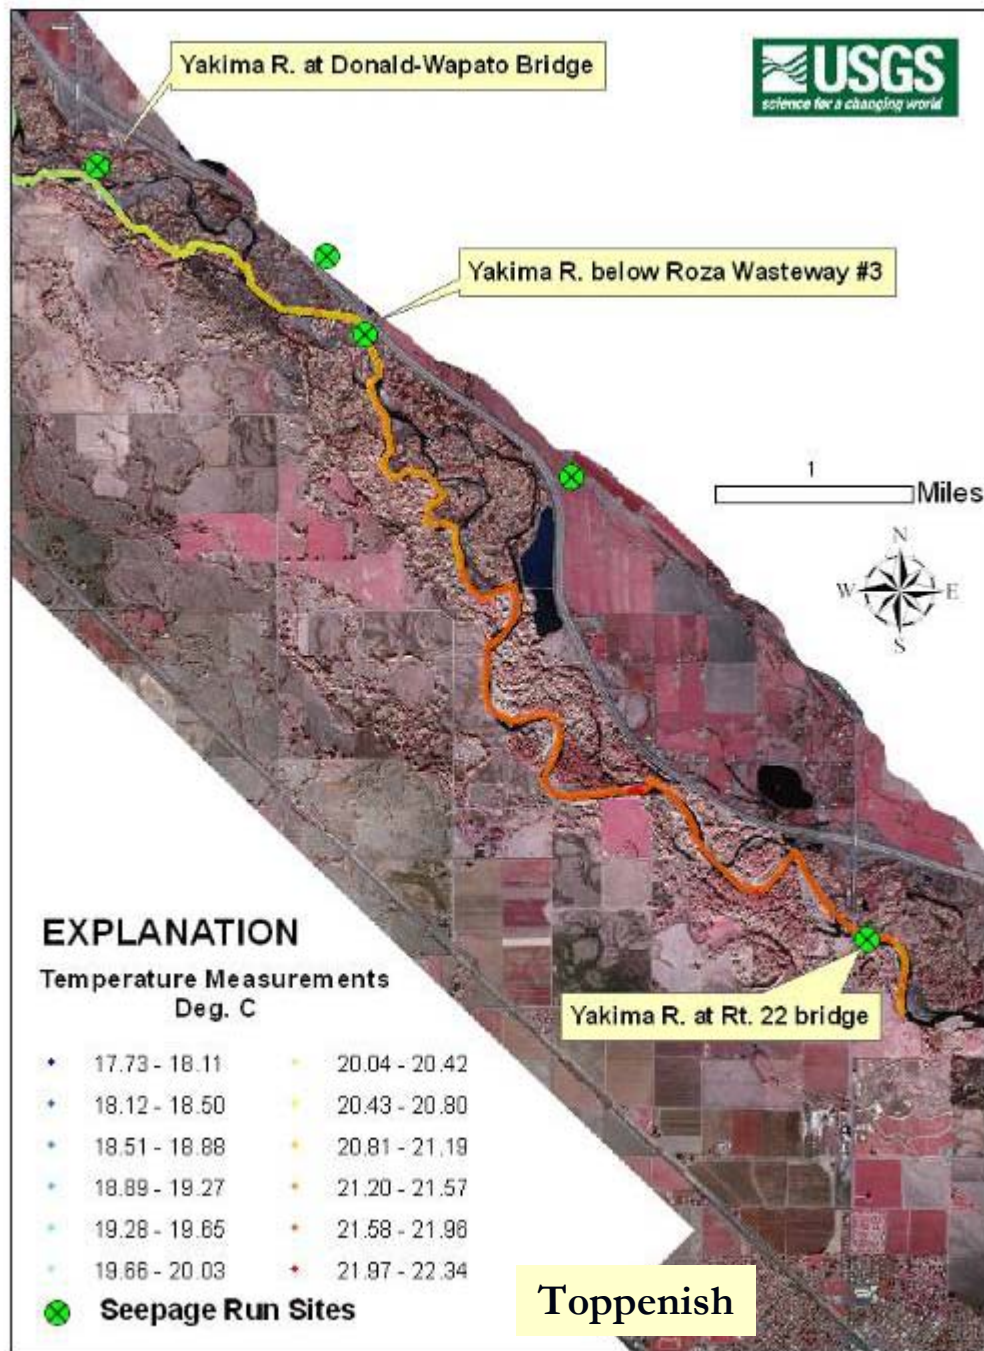 Yakima R. at Donald-Wapato Bridge
USGS
science for a changing world
Yakima R. below Roza Wasteway #3
1
Miles
N
W E
S
Yakima R. at Rt. 22 bridge
EXPLANATION
Temperature Measurements
Deg. C
17.73 - 18.11
18.12 - 18.50
18.51 - 18.88
18.89 - 19.27
19.28 - 19.65
19.66 - 20.03
20.04 - 20.42
20.43 - 20.80
20.81 - 21.19
21.20 - 21.57
21.58 - 21.96
21.97 - 22.34
Seepage Run Sites
Toppenish